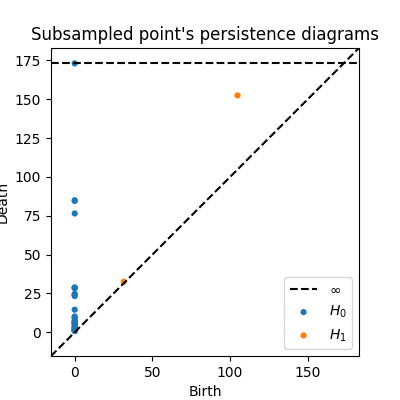 Subsampled point's persistence diagrams
175
150
125
100
75
50
25
0
Death
0
50
100
150
Birth
∞
H₀
H₁